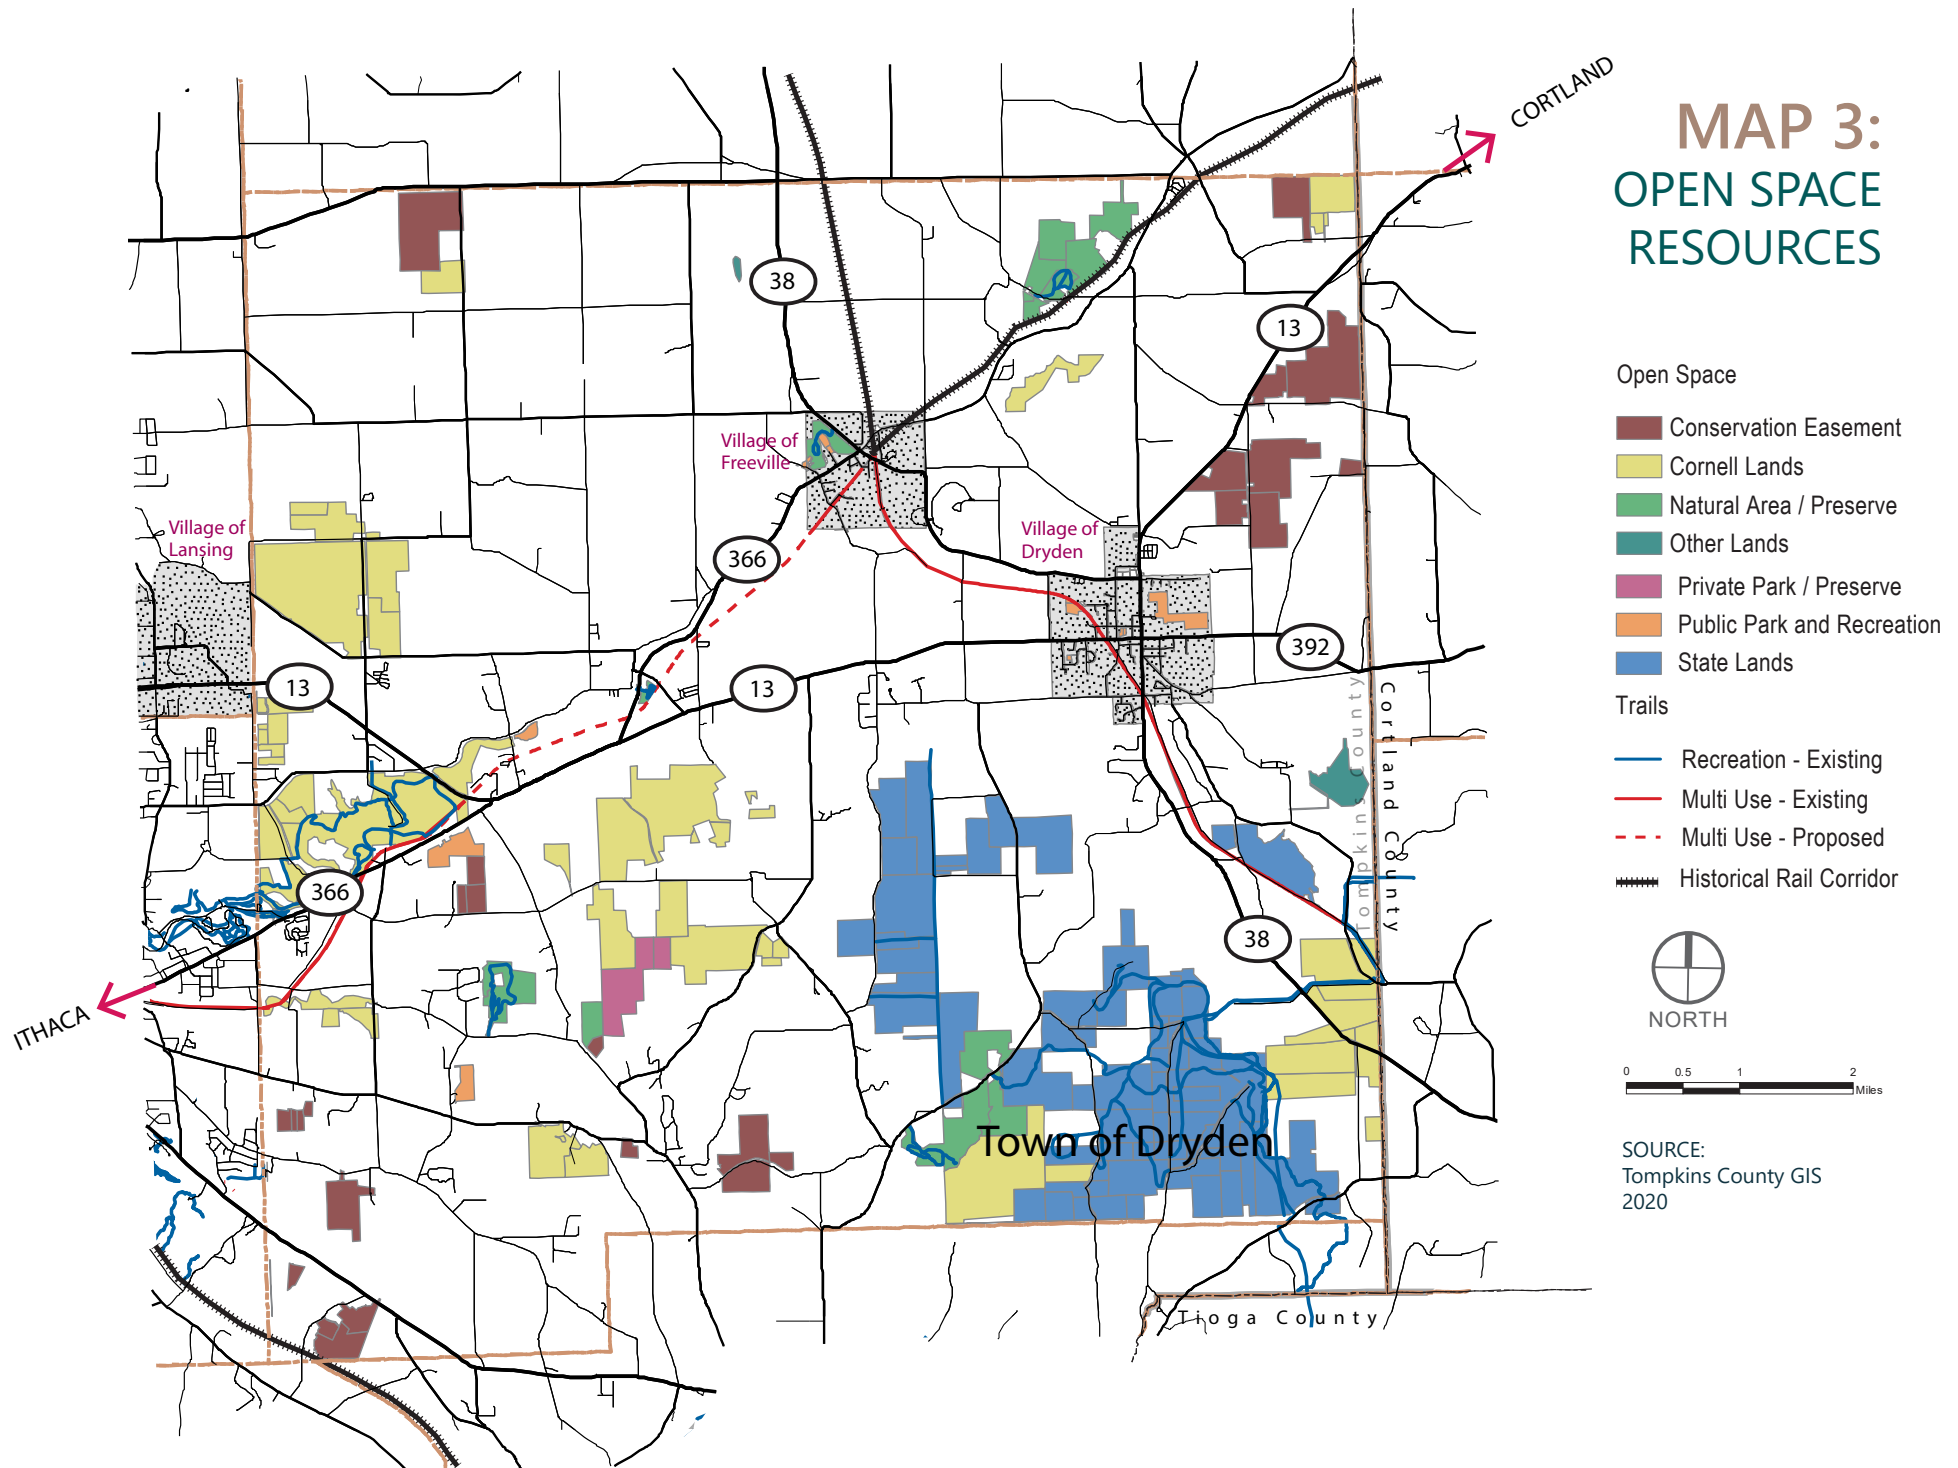 MAP 3:
OPEN SPACE
RESOURCES
CORTLAND
38
13
Village of
Freeville
Village of
Lansing
Village of
Dryden
366
392
13
13
366
38
ITHACA
Town of Dryden
Tompkins County
Cortland County
Tioga County
Open Space
Conservation Easement
Cornell Lands
Natural Area / Preserve
Other Lands
Private Park / Preserve
Public Park and Recreation
State Lands
Trails
Recreation - Existing
Multi Use - Existing
Multi Use - Proposed
Historical Rail Corridor
NORTH
0 0.5 1 2
Miles
SOURCE:
Tompkins County GIS
2020